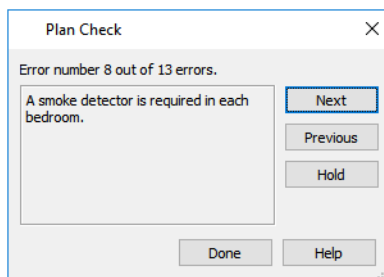 Plan Check
Error number 8 out of 13 errors.
A smoke detector is required in each
bedroom.
Next
Previous
Hold
Done
Help